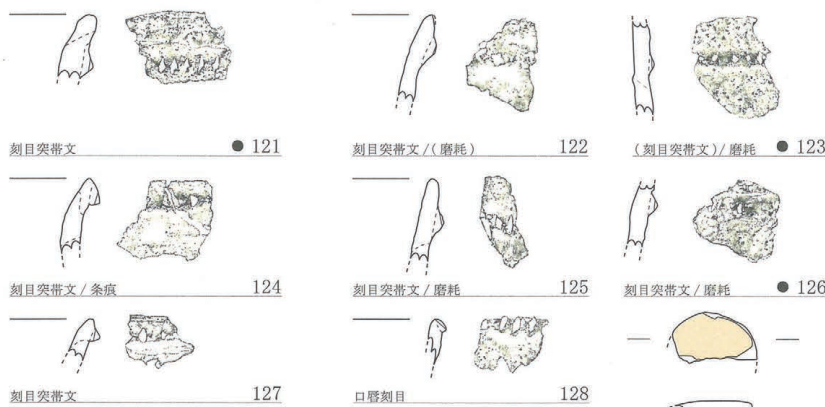 刻目突帯文 ● 121
刻目突帯文/(磨耗) 122
(刻目突帯文)/磨耗 ● 123
刻目突帯文/条痕 124
刻目突帯文/磨耗 125
刻目突帯文/磨耗 ● 126
刻目突帯文 127
口唇刻目 128